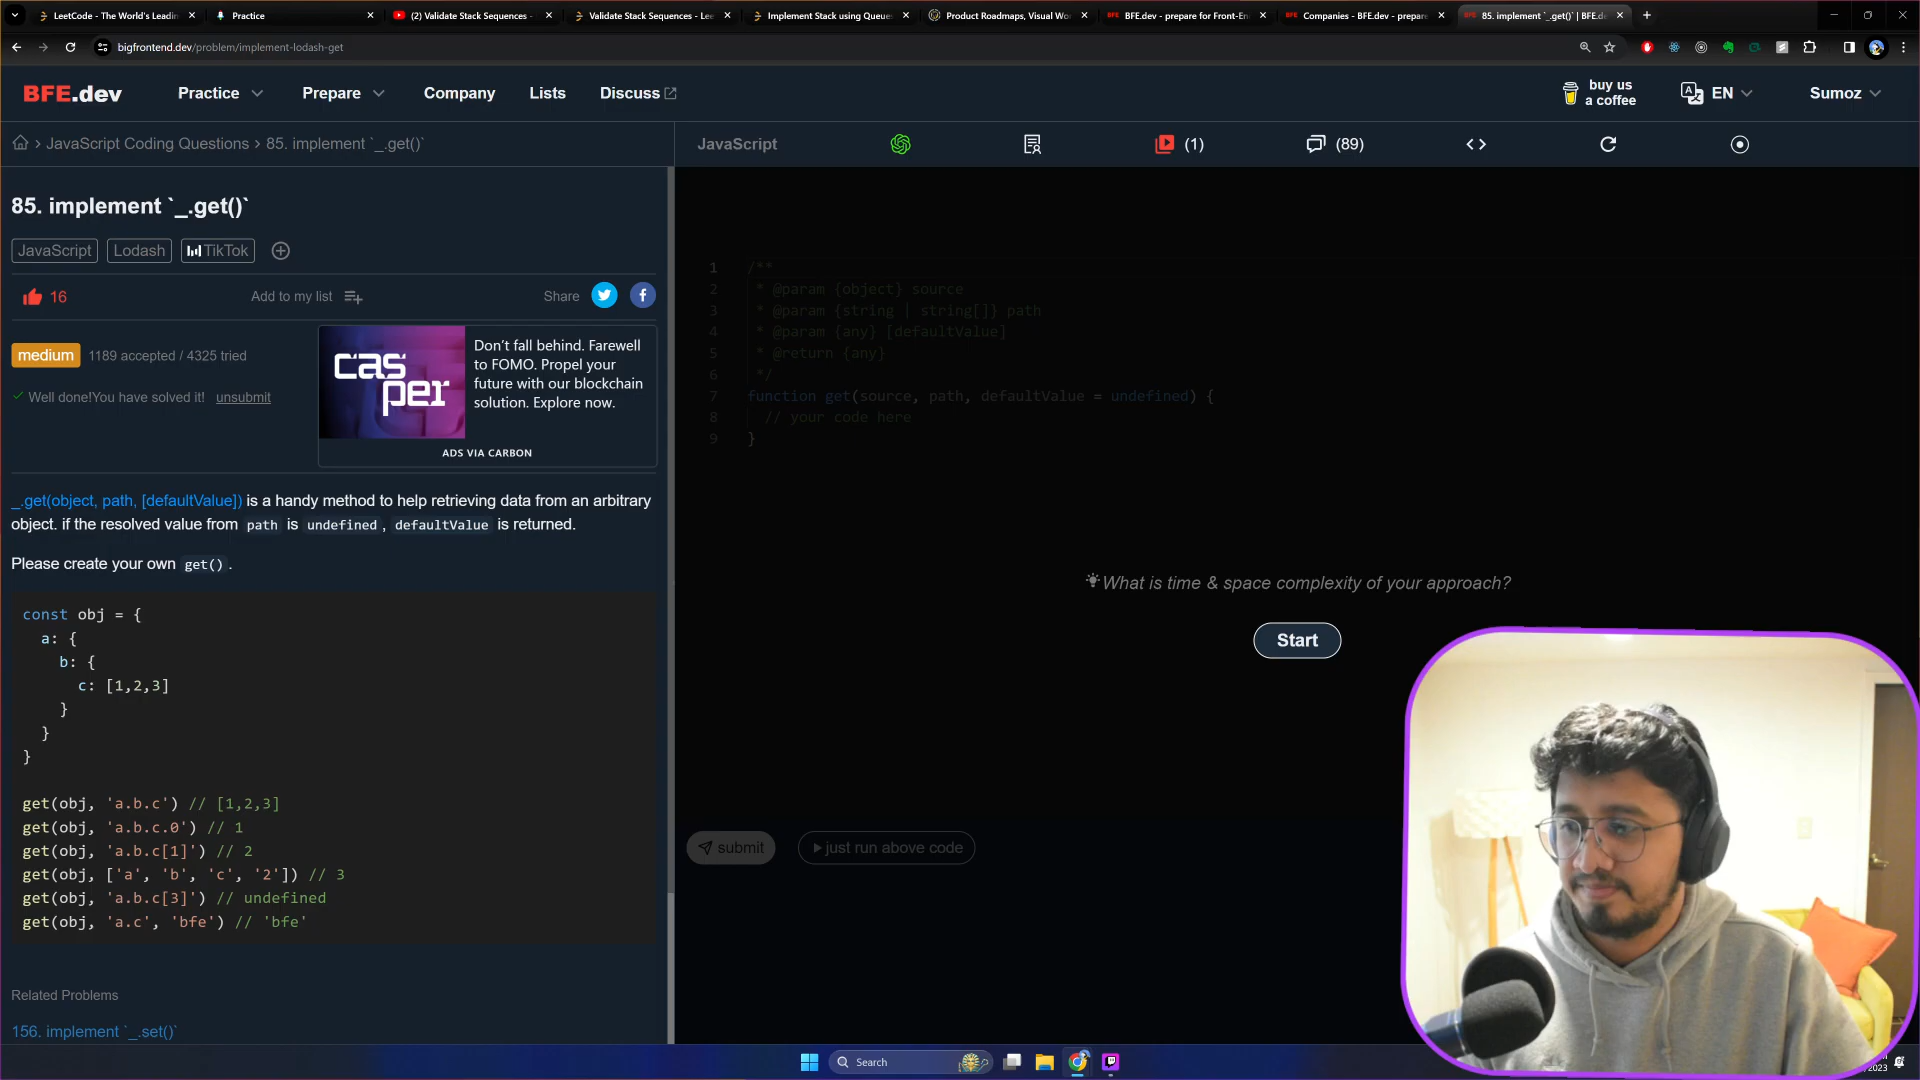 LeetCode - The World's Leadin
Practice
(2) Validate Stack Sequences -
Validate Stack Sequences - Lee
Implement Stack using Queue
Product Roadmaps, Visual Wo
BFE.dev - prepare for Front-En
Companies - BFE.dev - prepare
85. implement `_.get()` | BFE.de
bigfrontend.dev/problem/implement-lodash-get
BFE.dev
Practice
Prepare
Company
Lists
Discuss
buy us
a coffee
EN
Sumoz
JavaScript Coding Questions > 85. implement `_.get()`
JavaScript
(1)
(89)
85. implement `_.get()`
JavaScript
Lodash
TikTok
16
Add to my list
Share
medium
1189 accepted / 4325 tried
Well done!You have solved it! unsubmit
casper
Don't fall behind. Farewell
to FOMO. Propel your
future with our blockchain
solution. Explore now.
ADS VIA CARBON
_.get(object, path, [defaultValue]) is a handy method to help retrieving data from an arbitrary
object. if the resolved value from path is undefined, defaultValue is returned.
Please create your own get().
const obj = {
a: {
b: {
c: [1,2,3]
}
}
}
get(obj, 'a.b.c') // [1,2,3]
get(obj, 'a.b.c.0') // 1
get(obj, 'a.b.c[1]') // 2
get(obj, ['a', 'b', 'c', '2']) // 3
get(obj, 'a.b.c[3]') // undefined
get(obj, 'a.c', 'bfe') // 'bfe'
Related Problems
156. implement `_.set()`
1 /**
2 * @param {object} source
3 * @param {string | string[]} path
4 * @param {any} [defaultValue]
5 * @return {any}
6 */
7 function get(source, path, defaultValue = undefined) {
8 // your code here
9 }
What is time & space complexity of your approach?
Start
submit
just run above code
Search
/2023